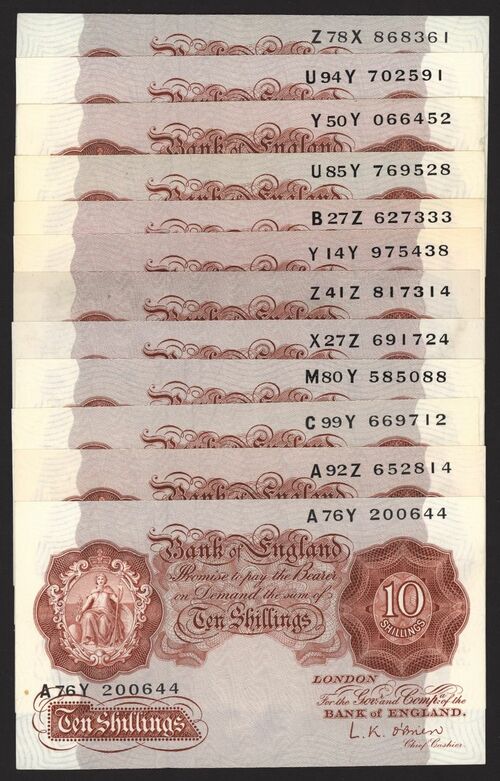 Z78X 868361
U94Y 702591
Y50Y 066452
Bank of England
U85Y 769528
B27Z 627333
Y14Y 975438
Z41Z 817314
X27Z 691724
M80Y 585088
C99Y 669712
A92Z 652814
A76Y 200644
Bank of England
Promise to pay the Bearer
on Demand the sum of
Ten Shillings
10
SHILLINGS
LONDON
For the Govr. and Compa. of the
BANK of ENGLAND.
A76Y 200644
Ten Shillings
L.K. O'Brien
Chief Cashier.